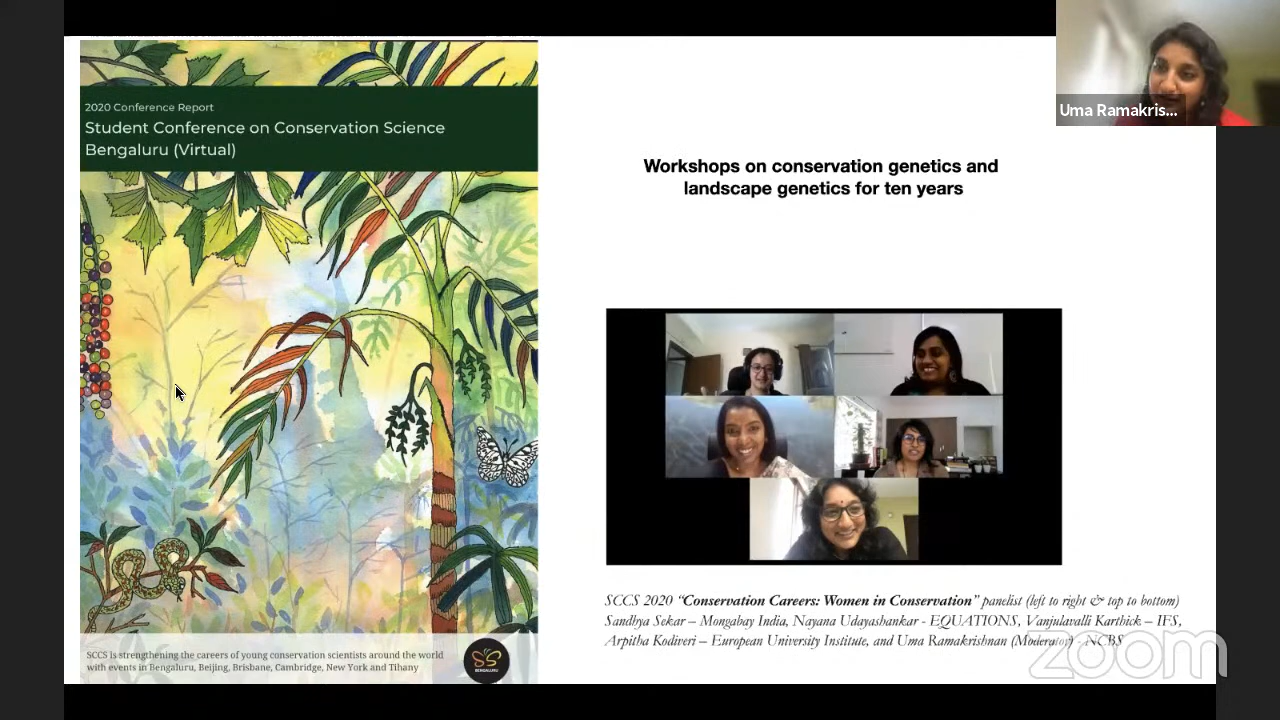 2020 Conference Report
Student Conference on Conservation Science
Bengaluru (Virtual)
SCCS is strengthening the careers of young conservation scientists around the world
with events in Bengaluru, Beijing, Brisbane, Cambridge, New York and Tihany
BENGALURU
Workshops on conservation genetics and
landscape genetics for ten years
SCCS 2020 “Conservation Careers: Women in Conservation” panelist (left to right & top to bottom)
Sandhya Sekar – Mongabay India, Nayana Udayashankar - EQUATIONS, Vanjulavalli Karthick – IFS,
Arpitha Kodiveri – European University Institute, and Uma Ramakrishnan (Moderator) - NCBS
Uma Ramakris...
zoom